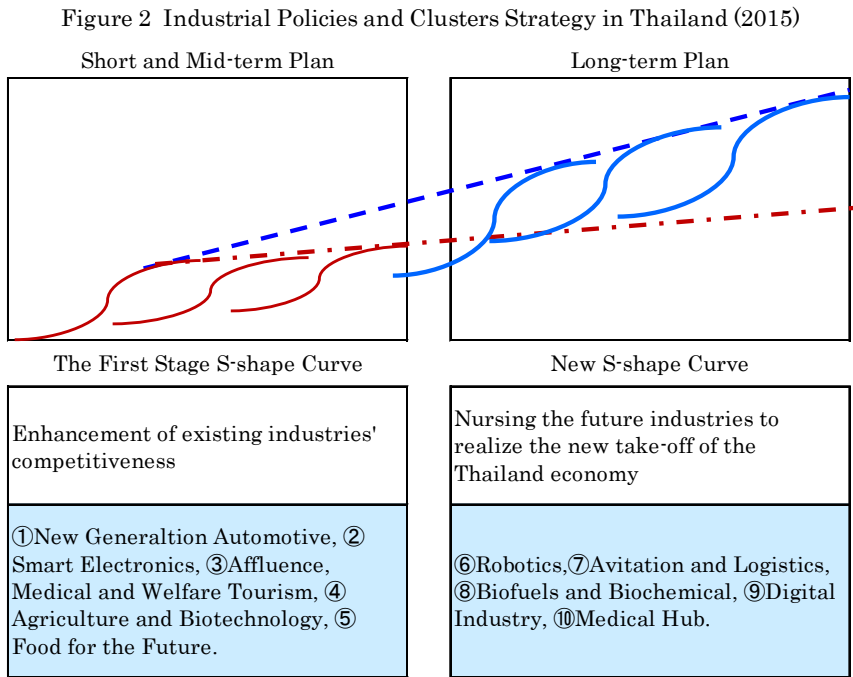 Figure 2 Industrial Policies and Clusters Strategy in Thailand (2015)
Short and Mid-term Plan
Long-term Plan
The First Stage S-shape Curve
New S-shape Curve
Enhancement of existing industries'
competitiveness
Nursing the future industries to
realize the new take-off of the
Thailand economy
①New Generaltion Automotive, ②
Smart Electronics, ③Affluence,
Medical and Welfare Tourism, ④
Agriculture and Biotechnology, ⑤
Food for the Future.
⑥Robotics,⑦Avitation and Logistics,
⑧Biofuels and Biochemical, ⑨Digital
Industry, ⑩Medical Hub.